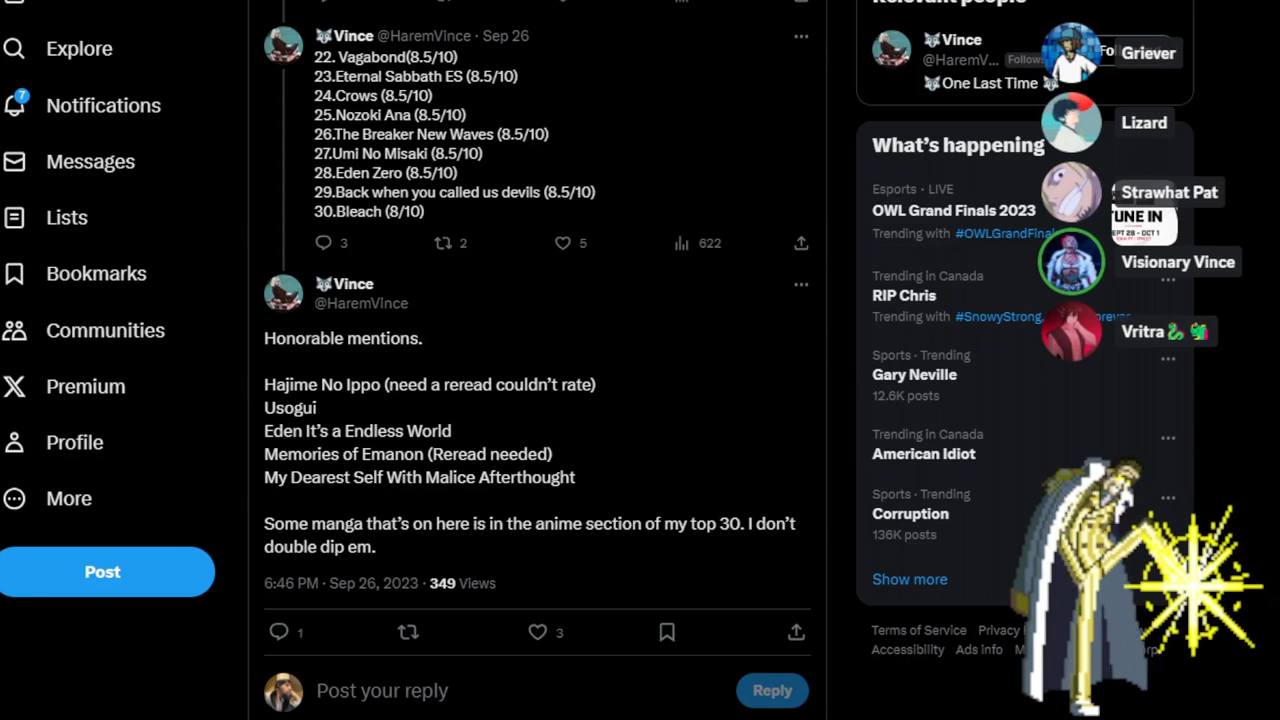 Explore
7
Notifications
Messages
Lists
Bookmarks
Communities
Premium
Profile
More
Post
Vince @HaremVince · Sep 26
22. Vagabond(8.5/10)
23.Eternal Sabbath ES (8.5/10)
24.Crows (8.5/10)
25.Nozoki Ana (8.5/10)
26.The Breaker New Waves (8.5/10)
27.Umi No Misaki (8.5/10)
28.Eden Zero (8.5/10)
29.Back when you called us devils (8.5/10)
30.Bleach (8/10)
3 2 5 622
Vince
@HaremVince
Honorable mentions.
Hajime No Ippo (need a reread couldn't rate)
Usogui
Eden It's a Endless World
Memories of Emanon (Reread needed)
My Dearest Self With Malice Afterthought
Some manga that's on here is in the anime section of my top 30. I don't
double dip em.
6:46 PM · Sep 26, 2023 · 349 Views
1 3
Post your reply
Reply
Relevant people
Vince
@HaremV... Follows
One Last Time
What's happening
Esports · LIVE
OWL Grand Finals 2023
Trending with #OWLGrandFinal
TUNE IN
SEPT 28 - OCT 1
Trending in Canada
RIP Chris
Trending with #SnowyStrong,
Sports · Trending
Gary Neville
12.6K posts
Trending in Canada
American Idiot
Sports · Trending
Corruption
136K posts
Show more
Terms of Service Privacy
Accessibility Ads info
Griever
Lizard
Strawhat Pat
Visionary Vince
Vritra